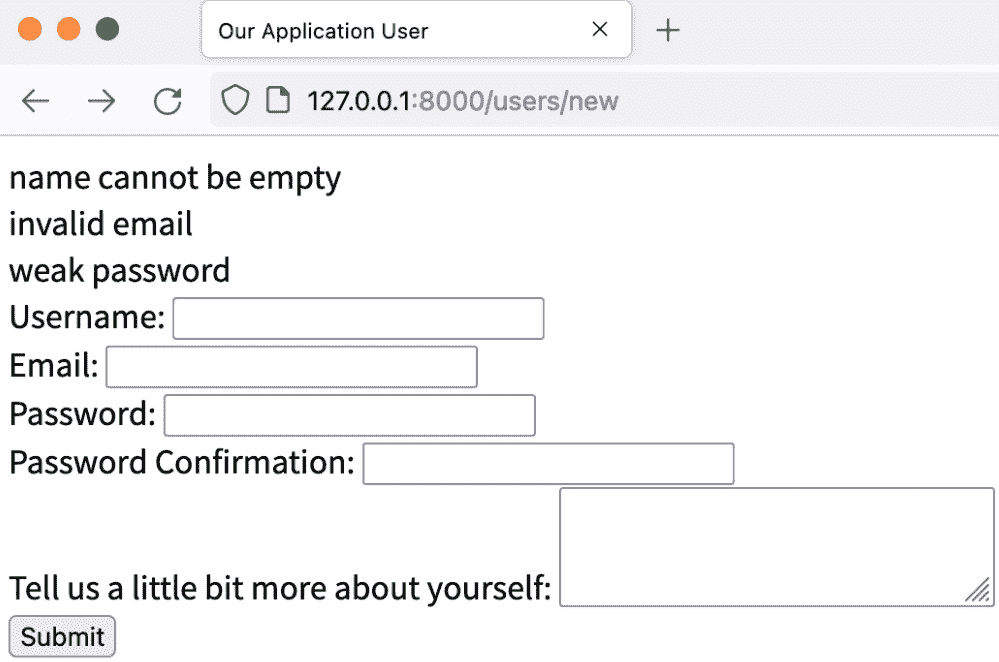 Our Application User
127.0.0.1:8000/users/new
name cannot be empty
invalid email
weak password
Username:
Email:
Password:
Password Confirmation:
Tell us a little bit more about yourself:
Submit